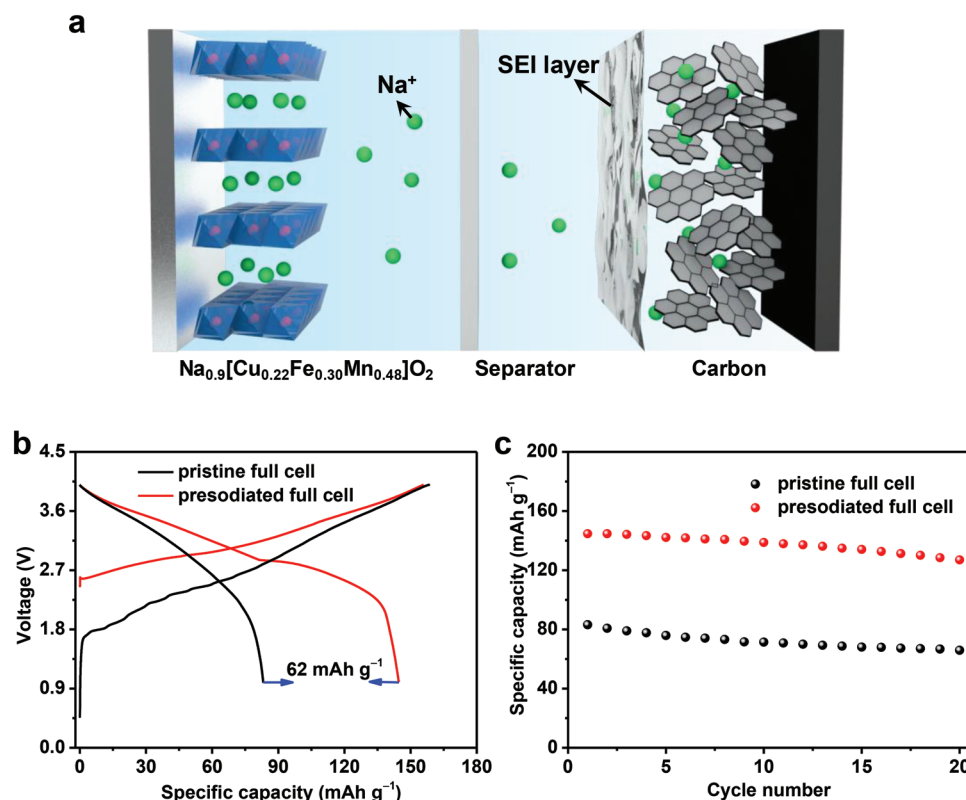 a
SEI layer
Na⁺
Na₀.₉[Cu₀.₂₂Fe₀.₃₀Mn₀.₄₈]O₂ Separator Carbon
b
4.5
3.6
2.7
1.8
0.9
0.0
Voltage (V)
pristine full cell
presodiated full cell
62 mAh g⁻¹
0 30 60 90 120 150 180
Specific capacity (mAh g⁻¹)
c
200
160
120
80
40
0
Specific capacity (mAh g⁻¹)
pristine full cell
presodiated full cell
0 5 10 15 20
Cycle number